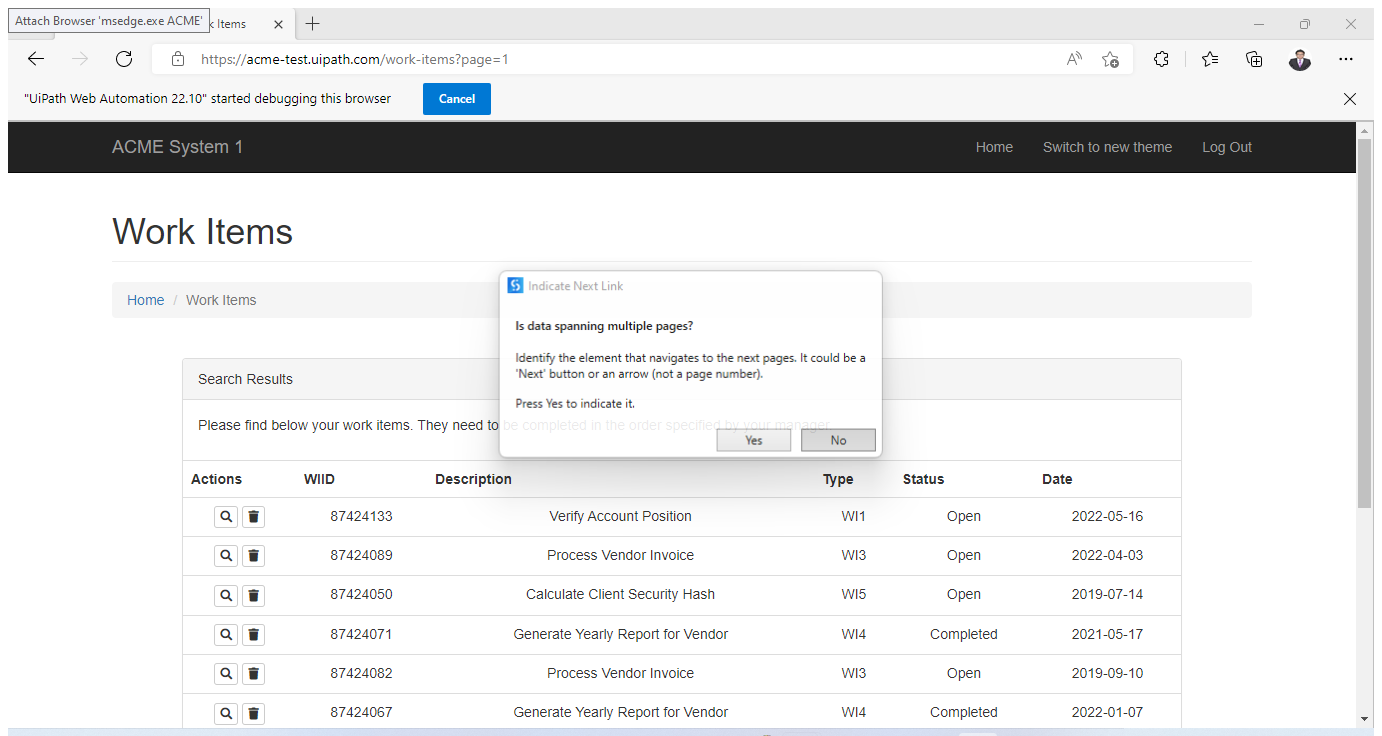 Attach Browser 'msedge.exe ACME' k Items
https://acme-test.uipath.com/work-items?page=1
"UiPath Web Automation 22.10" started debugging this browser Cancel
ACME System 1 Home Switch to new theme Log Out
Work Items
Home / Work Items
Indicate Next Link
Is data spanning multiple pages?
Identify the element that navigates to the next pages. It could be a
'Next' button or an arrow (not a page number).
Press Yes to indicate it.
Yes No
Search Results
Please find below your work items. They need to be completed in the order specified by your manager.
Actions WIID Description Type Status Date
87424133 Verify Account Position WI1 Open 2022-05-16
87424089 Process Vendor Invoice WI3 Open 2022-04-03
87424050 Calculate Client Security Hash WI5 Open 2019-07-14
87424071 Generate Yearly Report for Vendor WI4 Completed 2021-05-17
87424082 Process Vendor Invoice WI3 Open 2019-09-10
87424067 Generate Yearly Report for Vendor WI4 Completed 2022-01-07